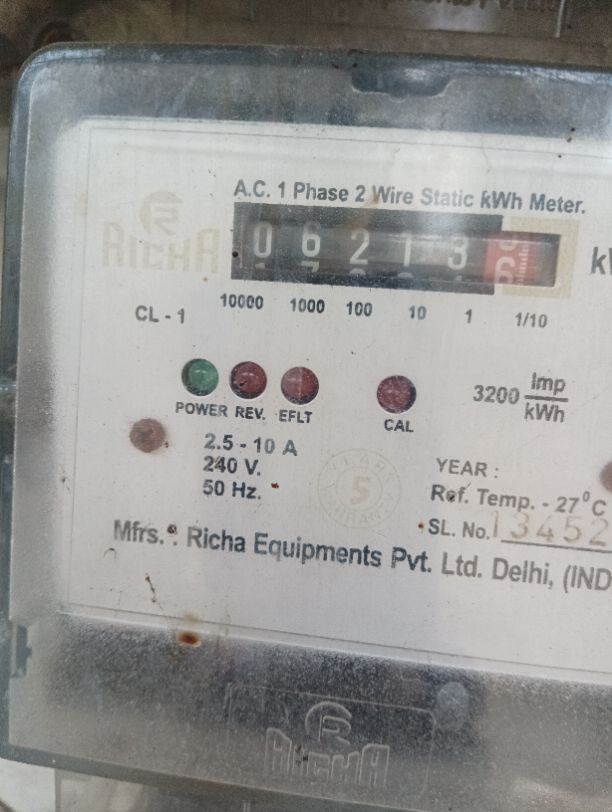 A.C. 1 Phase 2 Wire Static kWh Meter.
RICHA
0 6 2 1 3 6
10000 1000 100 10 1 1/10
CL - 1
3200 Imp
kWh
POWER REV. EFLT
CAL
2.5 - 10 A
240 V.
50 Hz.
5
YEAR :
Ref. Temp. - 27°C
SL. No. 13452
Mfrs. : Richa Equipments Pvt. Ltd. Delhi, (IND
RICHA